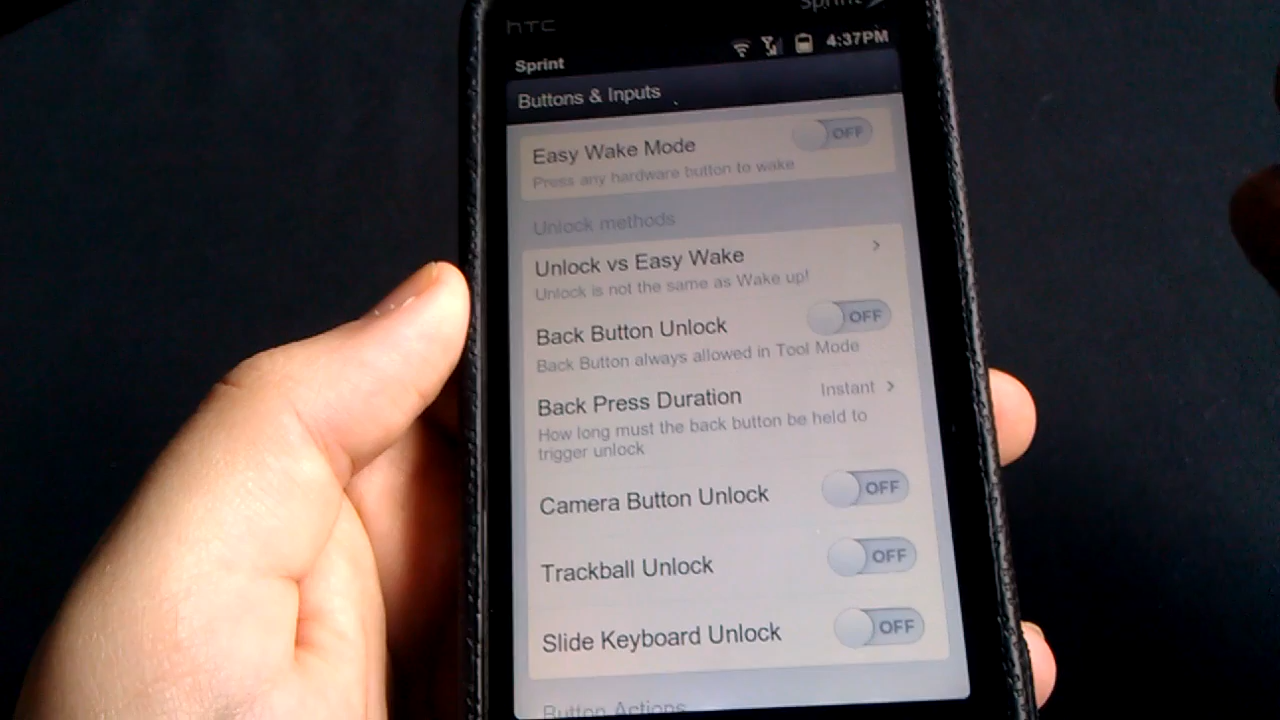 hTC
Sprint
Sprint
4:37PM
Buttons & Inputs
Easy Wake Mode
OFF
Press any hardware button to wake
Unlock methods
Unlock vs Easy Wake
Unlock is not the same as Wake up!
Back Button Unlock
OFF
Back Button always allowed in Tool Mode
Back Press Duration
Instant
How long must the back button be held to
trigger unlock
Camera Button Unlock
OFF
Trackball Unlock
OFF
Slide Keyboard Unlock
OFF
Button Actions